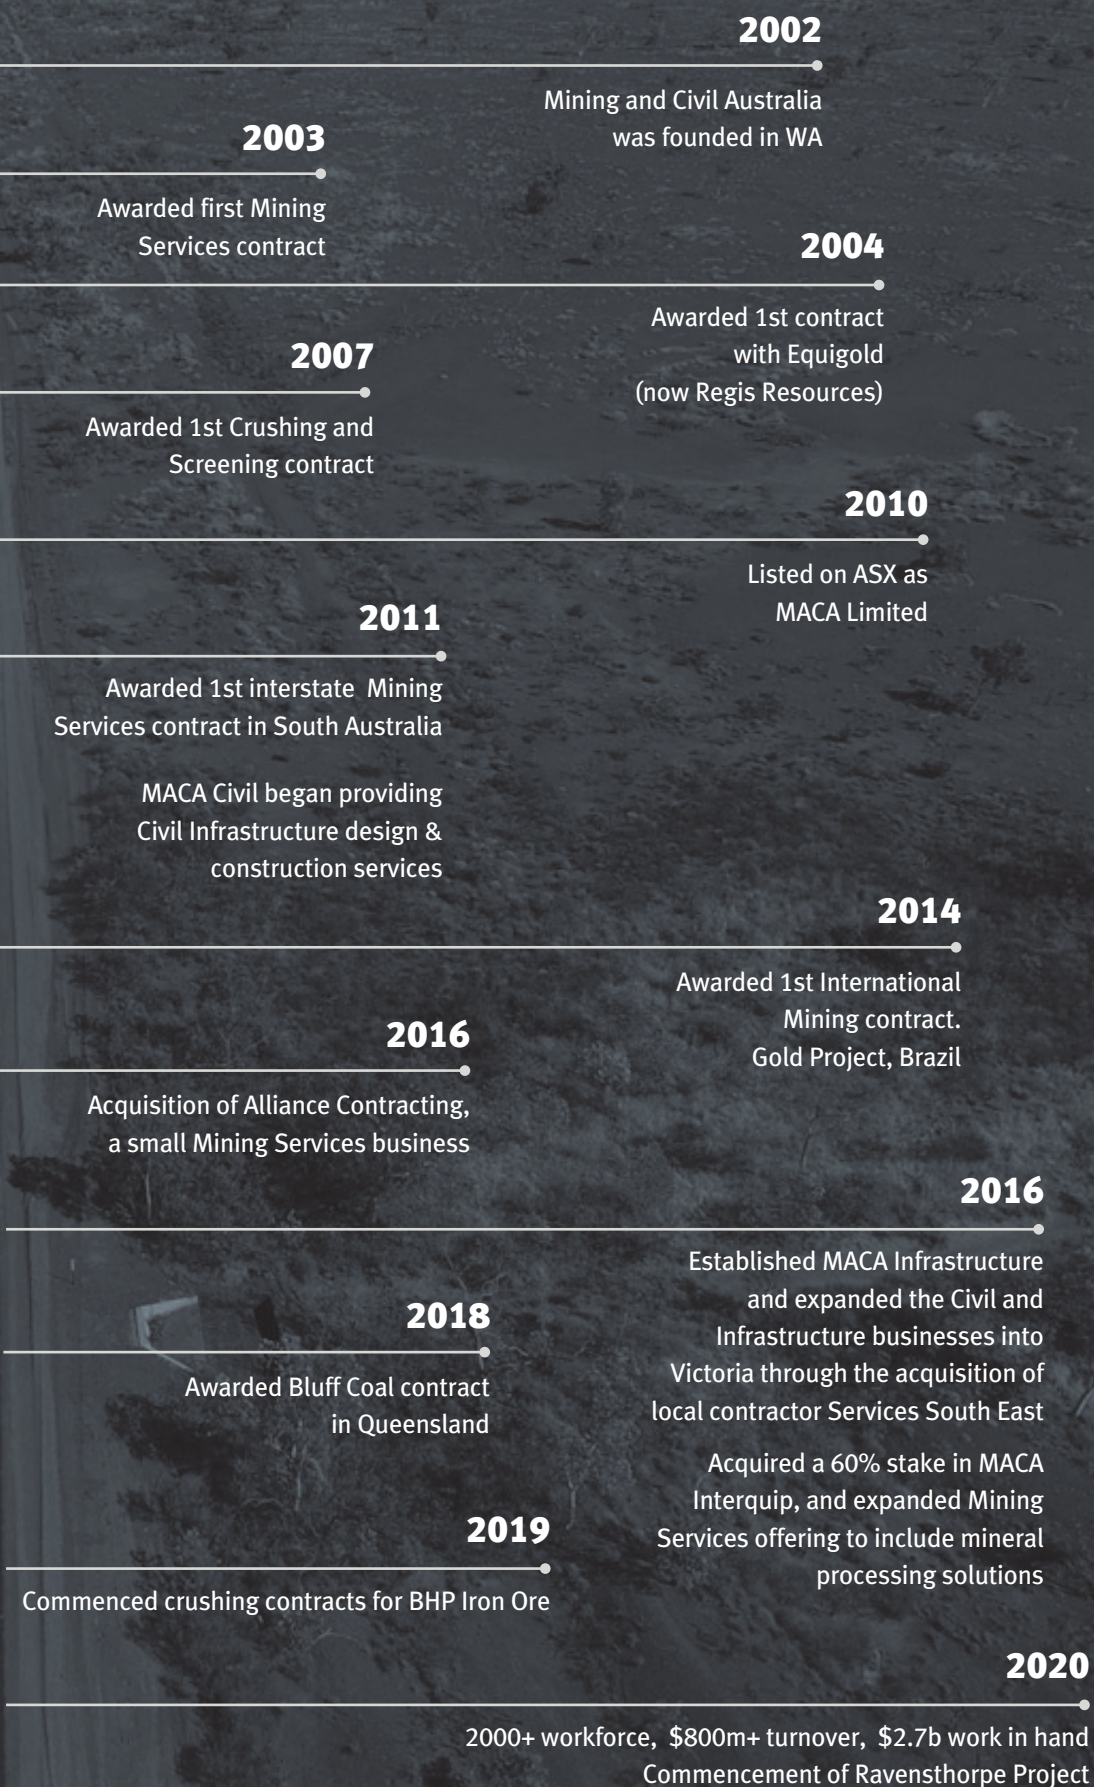 2002
Mining and Civil Australia
was founded in WA
2003
Awarded first Mining
Services contract
2004
Awarded 1st contract
with Equigold
(now Regis Resources)
2007
Awarded 1st Crushing and
Screening contract
2010
Listed on ASX as
MACA Limited
2011
Awarded 1st interstate Mining
Services contract in South Australia
MACA Civil began providing
Civil Infrastructure design &
construction services
2014
Awarded 1st International
Mining contract.
Gold Project, Brazil
2016
Acquisition of Alliance Contracting,
a small Mining Services business
2016
Established MACA Infrastructure
and expanded the Civil and
Infrastructure businesses into
Victoria through the acquisition of
local contractor Services South East
Acquired a 60% stake in MACA
Interquip, and expanded Mining
Services offering to include mineral
processing solutions
2018
Awarded Bluff Coal contract
in Queensland
2019
Commenced crushing contracts for BHP Iron Ore
2020
2000+ workforce, $800m+ turnover, $2.7b work in hand
Commencement of Ravensthorpe Project